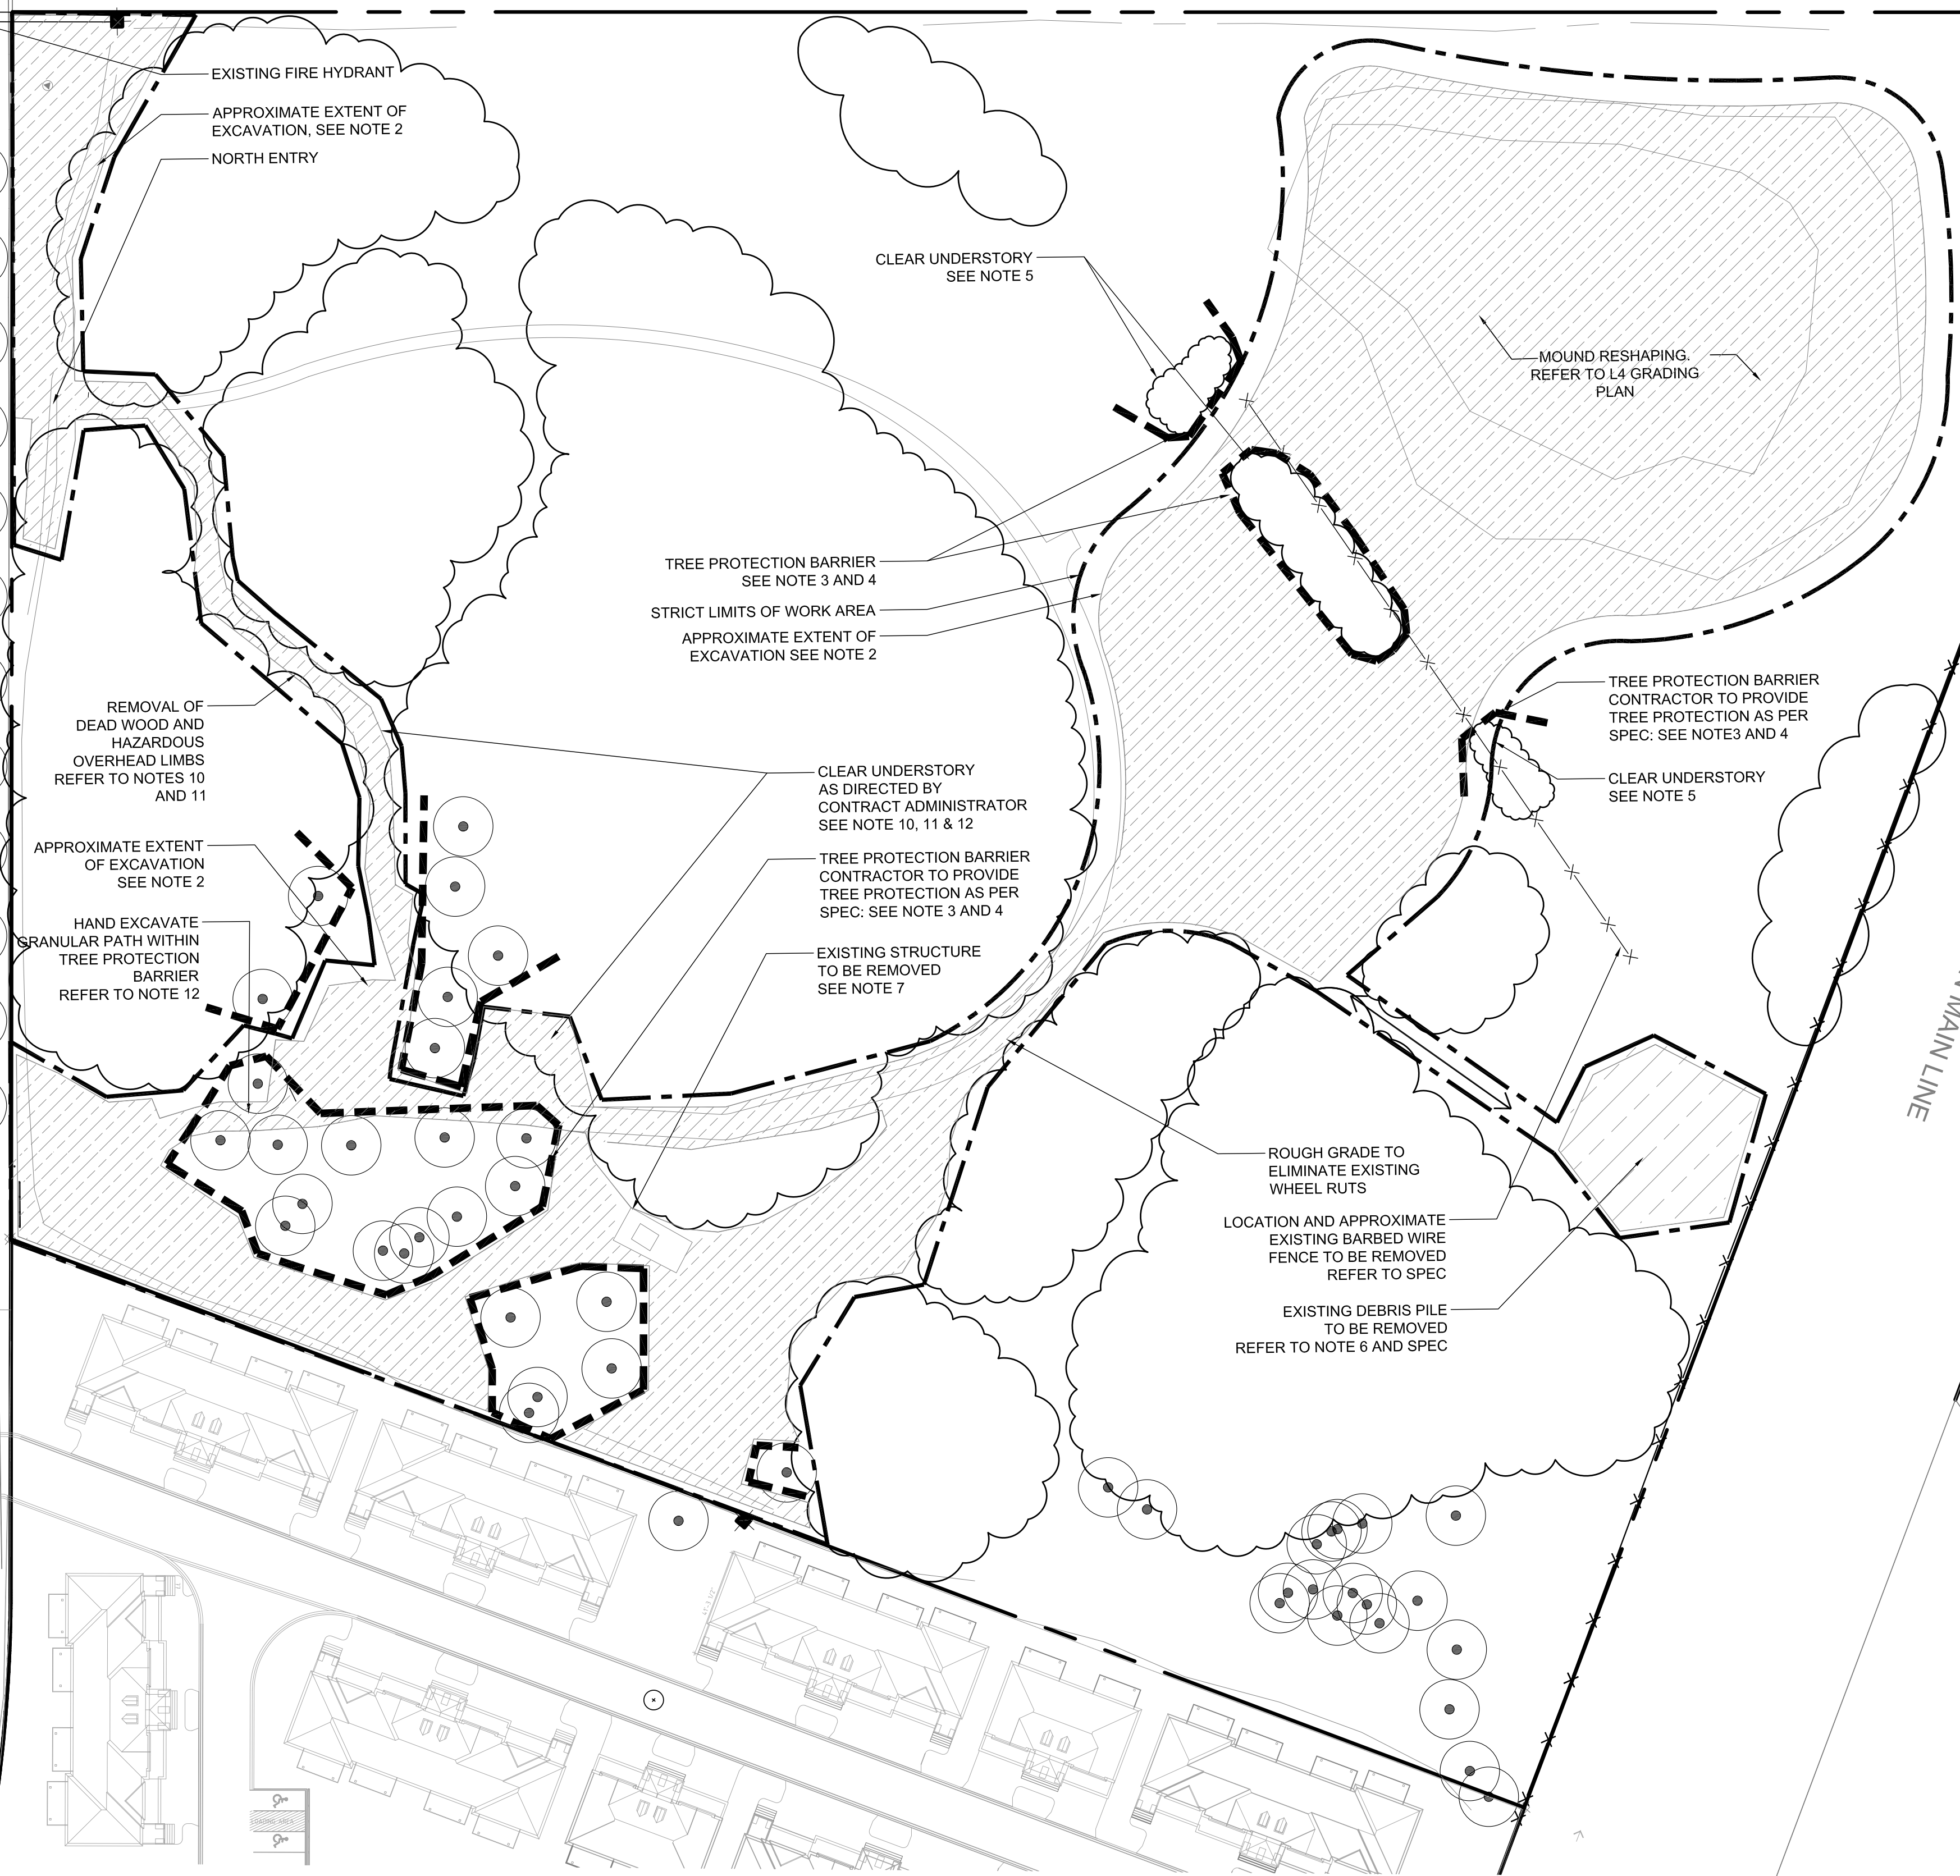 EXISTING FIRE HYDRANT
APPROXIMATE EXTENT OF
EXCAVATION, SEE NOTE 2
NORTH ENTRY
CLEAR UNDERSTORY
SEE NOTE 5
MOUND RESHAPING.
REFER TO L4 GRADING
PLAN
TREE PROTECTION BARRIER
SEE NOTE 3 AND 4
STRICT LIMITS OF WORK AREA
APPROXIMATE EXTENT OF
EXCAVATION SEE NOTE 2
TREE PROTECTION BARRIER
CONTRACTOR TO PROVIDE
TREE PROTECTION AS PER
SPEC: SEE NOTE3 AND 4
CLEAR UNDERSTORY
SEE NOTE 5
REMOVAL OF
DEAD WOOD AND
HAZARDOUS
OVERHEAD LIMBS
REFER TO NOTES 10
AND 11
APPROXIMATE EXTENT
OF EXCAVATION
SEE NOTE 2
HAND EXCAVATE
GRANULAR PATH WITHIN
TREE PROTECTION
BARRIER
REFER TO NOTE 12
CLEAR UNDERSTORY
AS DIRECTED BY
CONTRACT ADMINISTRATOR
SEE NOTE 10, 11 & 12
TREE PROTECTION BARRIER
CONTRACTOR TO PROVIDE
TREE PROTECTION AS PER
SPEC: SEE NOTE 3 AND 4
EXISTING STRUCTURE
TO BE REMOVED
SEE NOTE 7
N MAIN LINE
ROUGH GRADE TO
ELIMINATE EXISTING
WHEEL RUTS
LOCATION AND APPROXIMATE
EXISTING BARBED WIRE
FENCE TO BE REMOVED
REFER TO SPEC
EXISTING DEBRIS PILE
TO BE REMOVED
REFER TO NOTE 6 AND SPEC
LOADING AREA